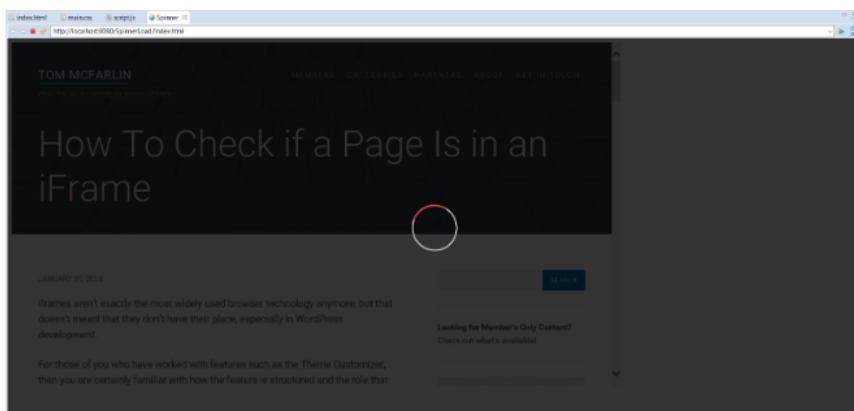 index.html main.css script.js Spinner
http://localhost:8080/SpinnerLoad/index.html
TOM MCFARLIN
MEMBERS CATEGORIES PARTNERS ABOUT GET IN TOUCH
How To Check if a Page Is in an
iFrame
JANUARY 21, 2014
SEARCH
iframes aren't exactly the most widely used browser technology anymore, but that
doesn't meant that they don't have their place, especially in WordPress
development.
Looking for Member's Only Content?
Check out what's available!
For those of you who have worked with features such as the Theme Customizer,
then you are certainly familiar with how the feature is structured and the role that